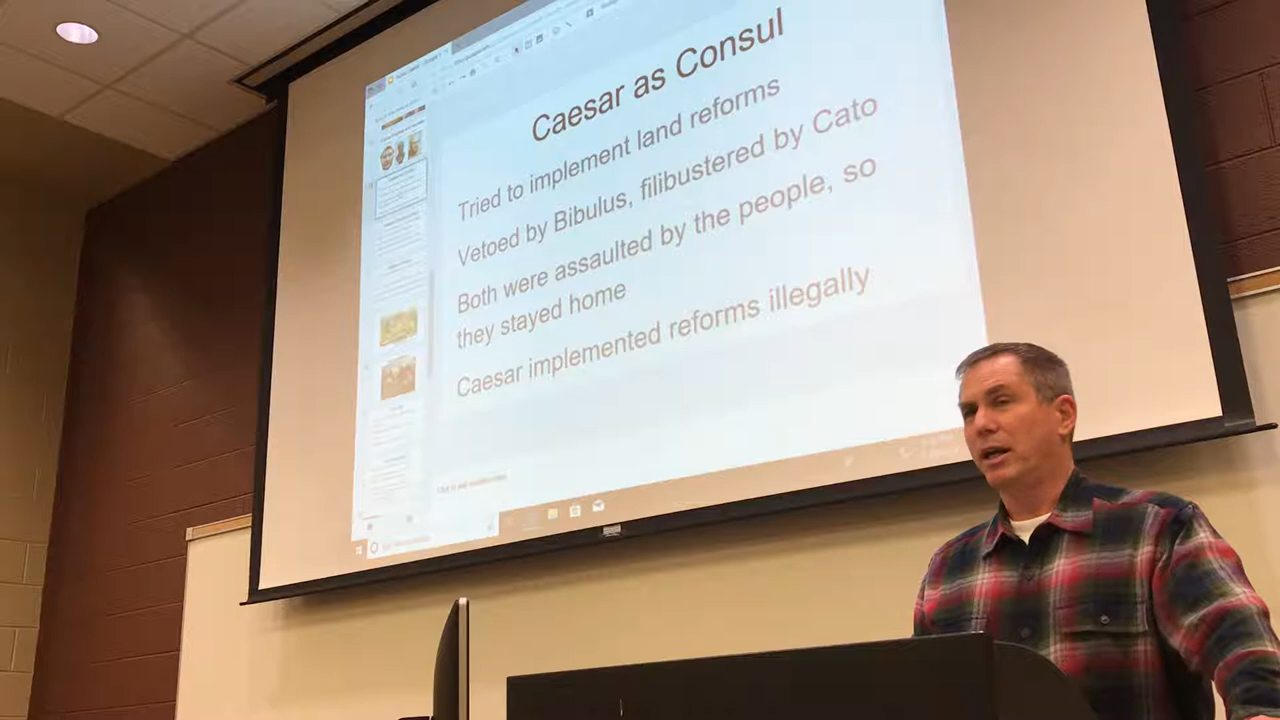 Caesar as Consul
Tried to implement land reforms
Vetoed by Bibulus, filibustered by Cato
Both were assaulted by the people, so
they stayed home
Caesar implemented reforms illegally